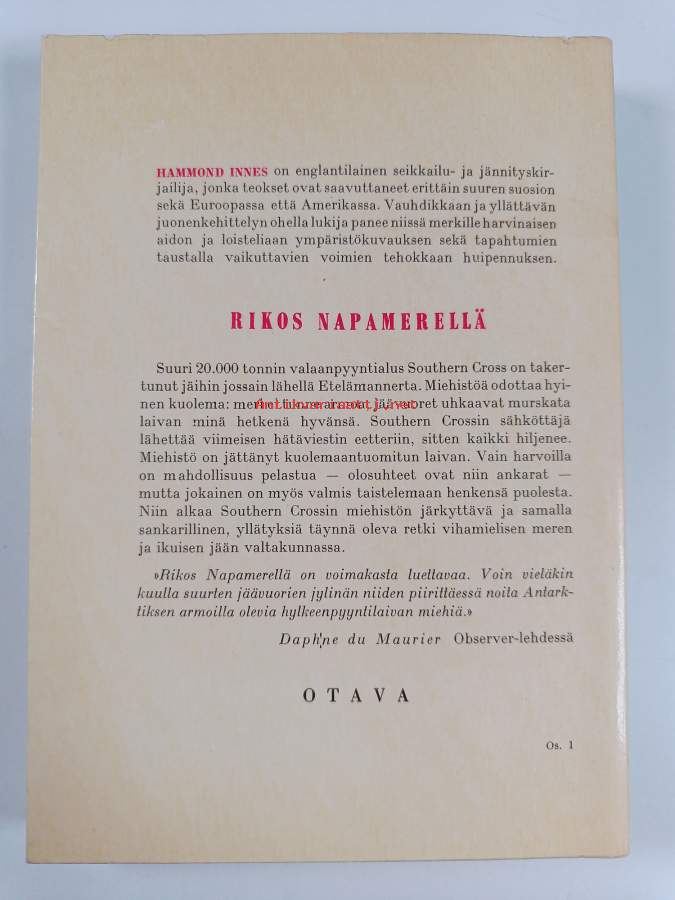 HAMMOND INNES on englantilainen seikkailu- ja jännityskir-
jailija, jonka teokset ovat saavuttaneet erittäin suuren suosion
sekä Euroopassa että Amerikassa. Vauhdikkaan ja yllättävän
juonenkehittelyn ohella lukija panee niissä merkille harvinaisen
aidon ja loisteliaan ympäristökuvauksen sekä tapahtumien
taustalla vaikuttavien voimien tehokkaan huipennuksen.
RIKOS NAPAMERELLÄ
Suuri 20.000 tonnin valaanpyyntialus Southern Cross on taker-
tunut jäihin jossain lähellä Etelämannerta. Miehistöä odottaa hyi-
nen kuolema: jäävuoret uhkaavat murskata
laivan minä hetkenä hyvänsä. Southern Crossin sähköttäjä
lähettää viimeisen hätäviestin eetteriin, sitten kaikki hiljenee.
Miehistö on jättänyt kuolemaantuomitun laivan. Vain harvoilla
on mahdollisuus pelastua — olosuhteet ovat niin ankarat —
mutta jokainen on myös valmis taistelemaan henkensä puolesta.
Niin alkaa Southern Crossin miehistön järkyttävä ja samalla
sankarillinen, yllätyksiä täynnä oleva retki vihamielisen meren
ja ikuisen jään valtakunnassa.
»Rikos Napamerellä on voimakasta luettavaa. Voin vieläkin
kuulla suurten jäävuorien jylinän niiden piirittäessä noita Antark-
tiksen armoilla olevia hylkeenpyyntilaivan miehiä.»
Daphne du Maurier Observer-lehdessä
OTAVA
Os. 1